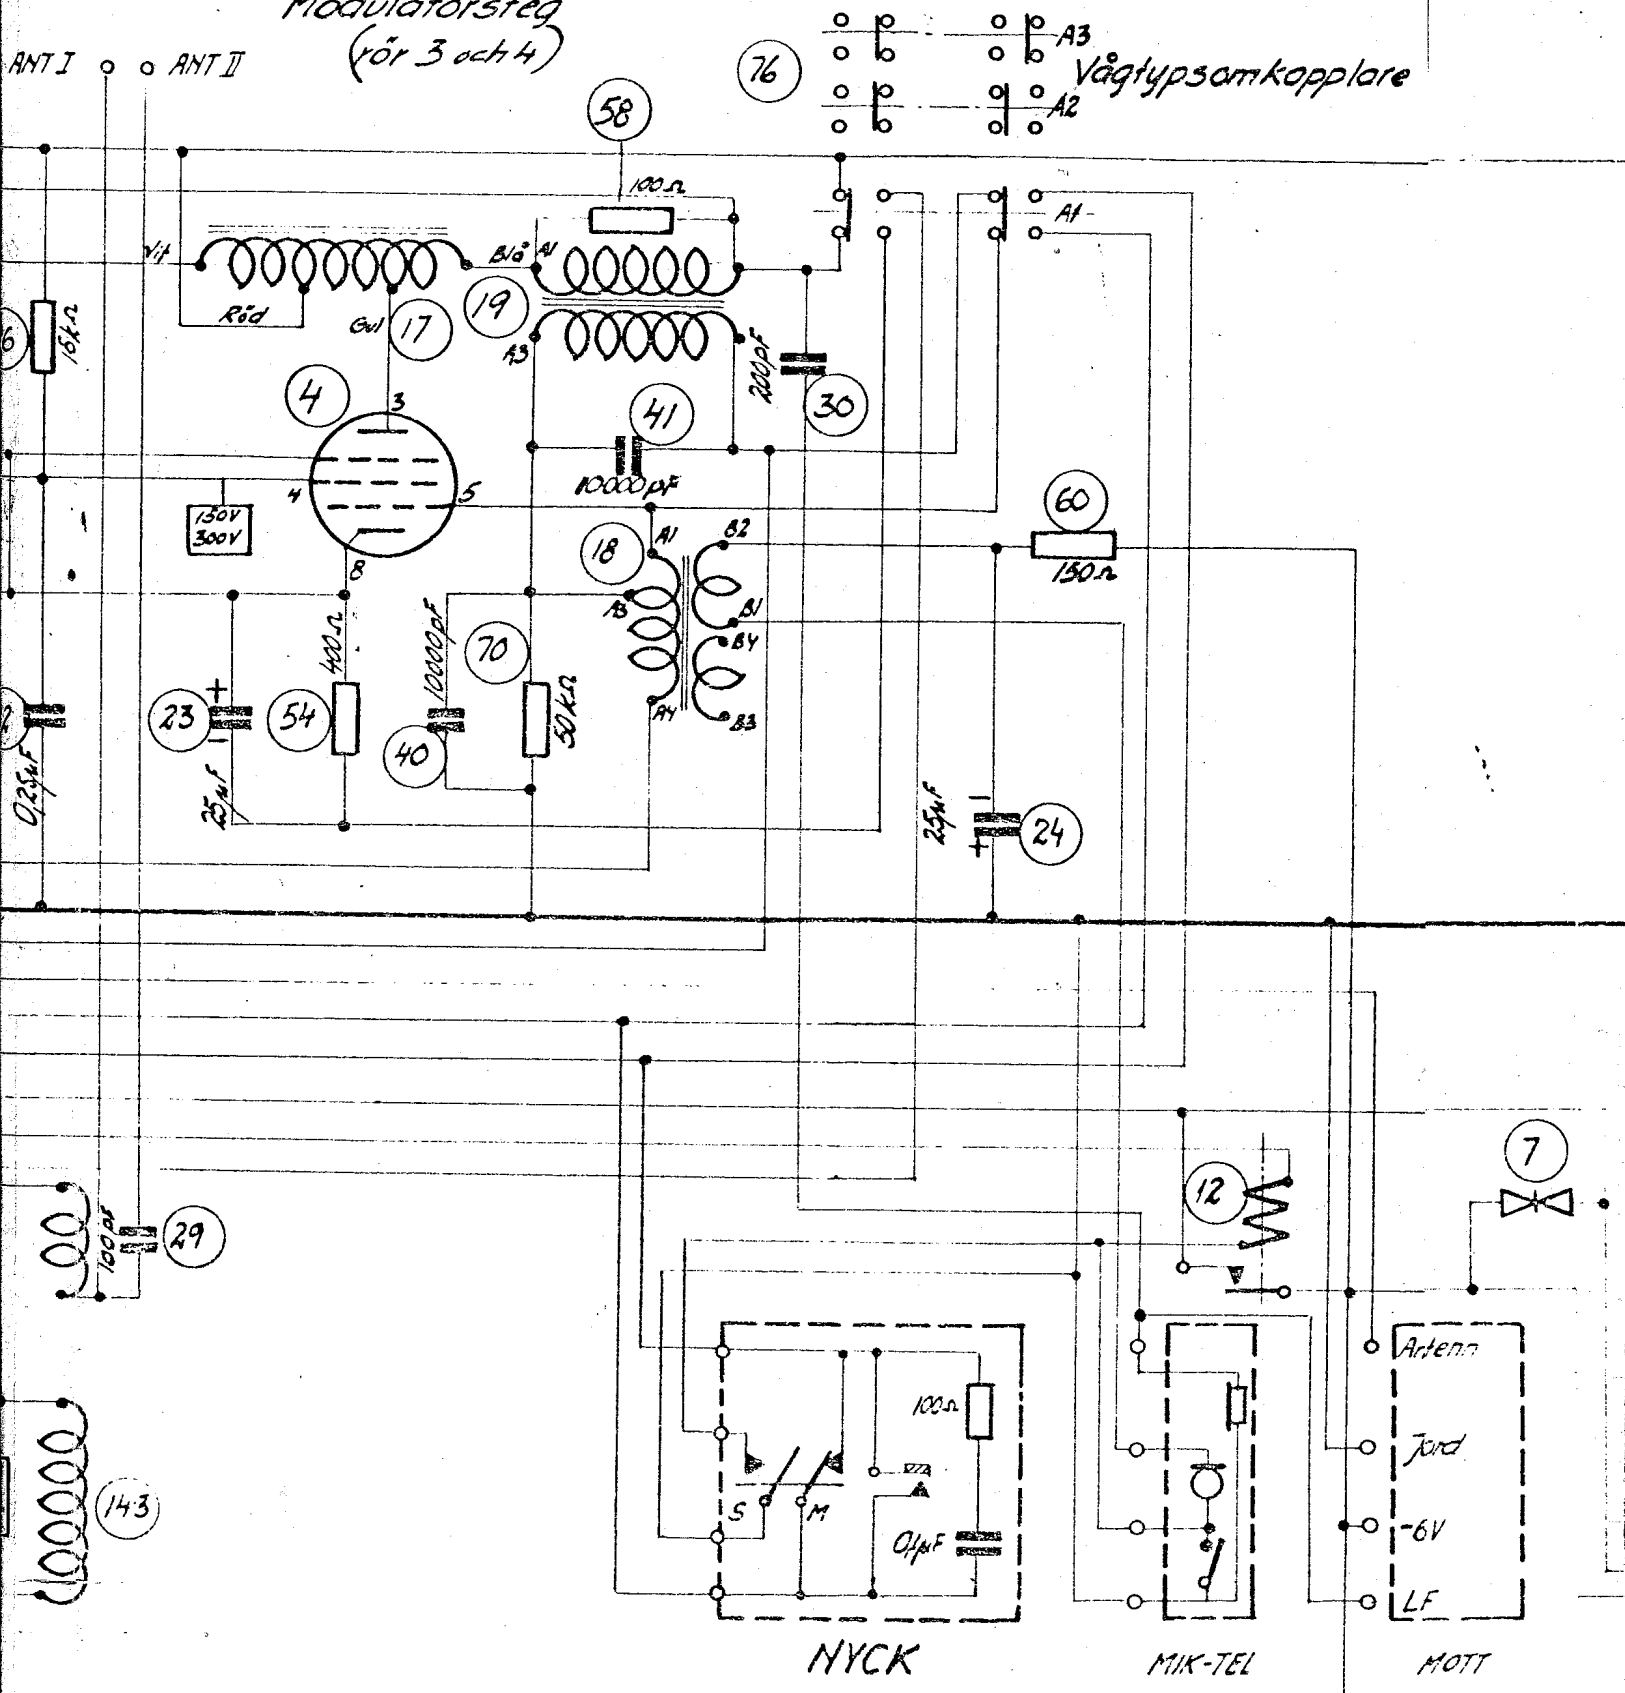 Modulatorsteg
(rör 3 och 4)
ANT I
ANT II
76
A3
Vågtypsomkopplare
A2
58
100Ω
A1
Vit
Blå
A1
19
Röd
Gul
17
A3
6
15kΩ
4
3
41
200pF
30
4
5
10000pF
150V
300V
60
150Ω
18
A1
B2
8
A3
B1
B4
400Ω
10000pF
70
A4
B3
2
23
+
-
54
40
50kΩ
0,25µF
25µF
25µF
-
+
24
7
12
100pF
29
Antenn
100Ω
Jord
143
S
M
0,1µF
-6V
LF
NYCK
MIK-TEL
MOTT